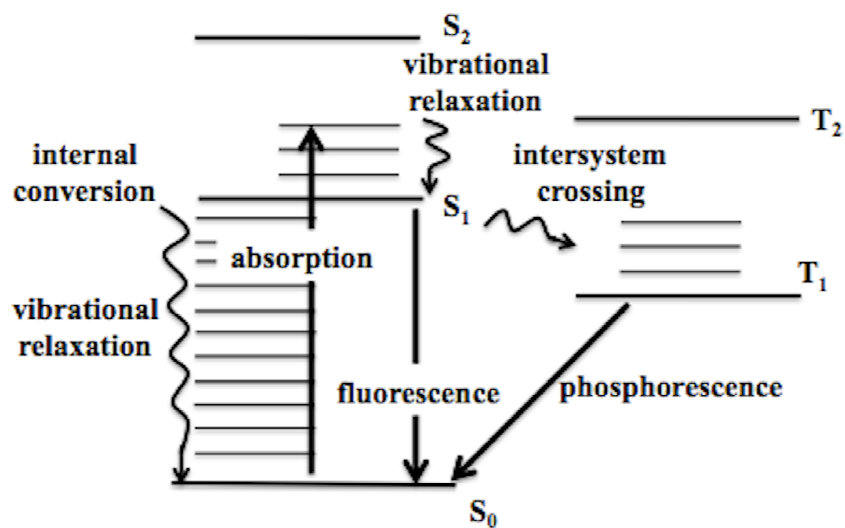 S2
vibrational
relaxation
T2
internal
conversion
intersystem
crossing
S1
absorption
T1
vibrational
relaxation
fluorescence
phosphorescence
S0